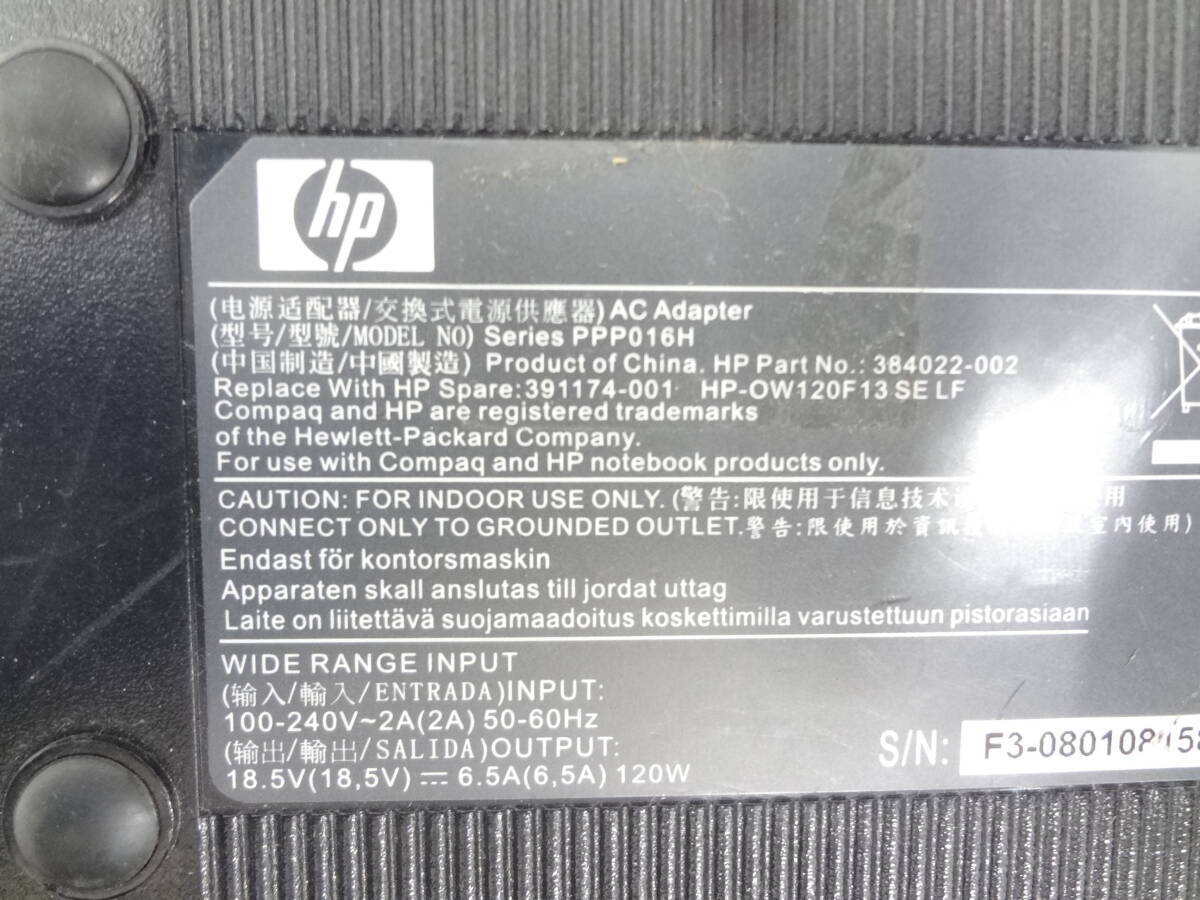 hp
(电源适配器/交換式電源供應器) AC Adapter
(型号/型號/MODEL NO) Series PPP016H
(中国制造/中國製造) Product of China. HP Part No.: 384022-002
Replace With HP Spare:391174-001 HP-OW120F13 SE LF
Compaq and HP are registered trademarks
of the Hewlett-Packard Company.
For use with Compaq and HP notebook products only.
CAUTION: FOR INDOOR USE ONLY. (警告:限使用于信息技术
CONNECT ONLY TO GROUNDED OUTLET.警告:限使用於資訊 室內使用)
Endast för kontorsmaskin
Apparaten skall anslutas till jordat uttag
Laite on liitettävä suojamaadoitus koskettimilla varustettuun pistorasiaan
WIDE RANGE INPUT
(输入/輸入/ENTRADA)INPUT:
100-240V~2A(2A) 50-60Hz
(输出/輸出/SALIDA)OUTPUT:
18.5V(18,5V) ⎓ 6.5A(6,5A) 120W
S/N: